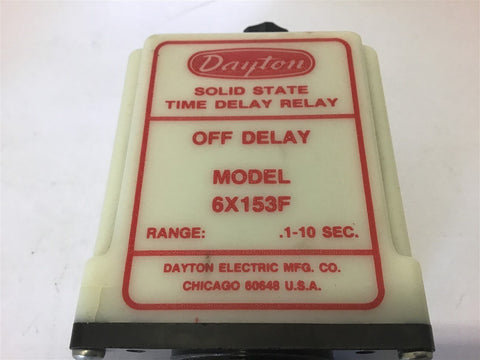 Dayton
SOLID STATE
TIME DELAY RELAY
OFF DELAY
MODEL
6X153F
RANGE: .1-10 SEC.
DAYTON ELECTRIC MFG. CO.
CHICAGO 60648 U.S.A.